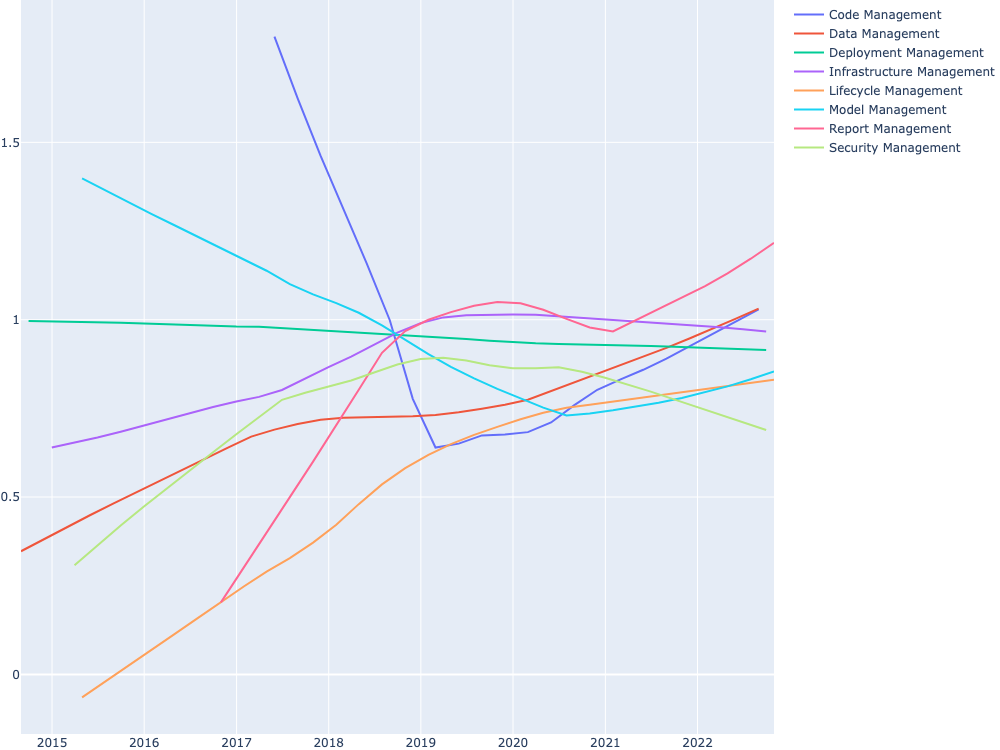 Code Management
Data Management
Deployment Management
Infrastructure Management
Lifecycle Management
Model Management
Report Management
Security Management
1.5
1
0.5
0
2015 2016 2017 2018 2019 2020 2021 2022